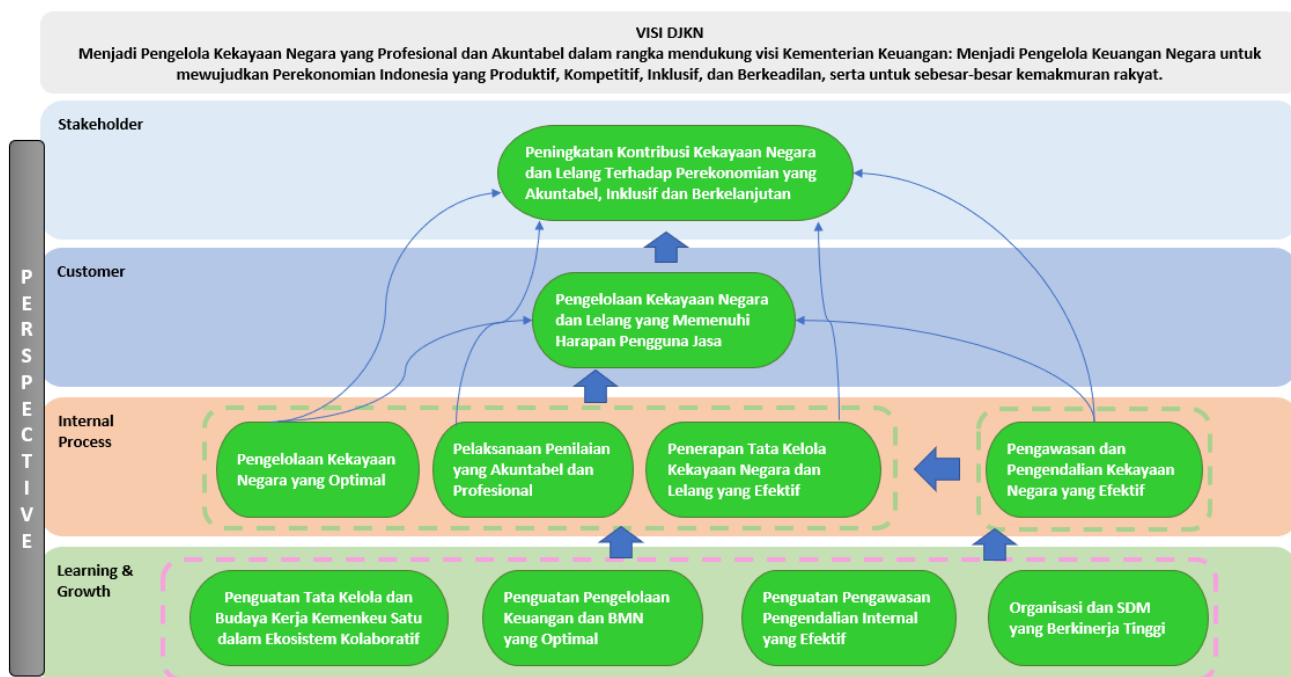 VISI DJKN
Menjadi Pengelola Kekayaan Negara yang Profesional dan Akuntabel dalam rangka mendukung visi Kementerian Keuangan: Menjadi Pengelola Keuangan Negara untuk
mewujudkan Perekonomian Indonesia yang Produktif, Kompetitif, Inklusif, dan Berkeadilan, serta untuk sebesar-besar kemakmuran rakyat.
PERSPECTIVE
Stakeholder
Peningkatan Kontribusi Kekayaan Negara
dan Lelang Terhadap Perekonomian yang
Akuntabel, Inklusif dan Berkelanjutan
Customer
Pengelolaan Kekayaan Negara
dan Lelang yang Memenuhi
Harapan Pengguna Jasa
Internal
Process
Pengelolaan Kekayaan
Negara yang Optimal
Pelaksanaan Penilaian
yang Akuntabel dan
Profesional
Penerapan Tata Kelola
Kekayaan Negara dan
Lelang yang Efektif
Pengawasan dan
Pengendalian Kekayaan
Negara yang Efektif
Learning &
Growth
Penguatan Tata Kelola dan
Budaya Kerja Kemenkeu Satu
dalam Ekosistem Kolaboratif
Penguatan Pengelolaan
Keuangan dan BMN
yang Optimal
Penguatan Pengawasan
Pengendalian Internal
yang Efektif
Organisasi dan SDM
yang Berkinerja Tinggi